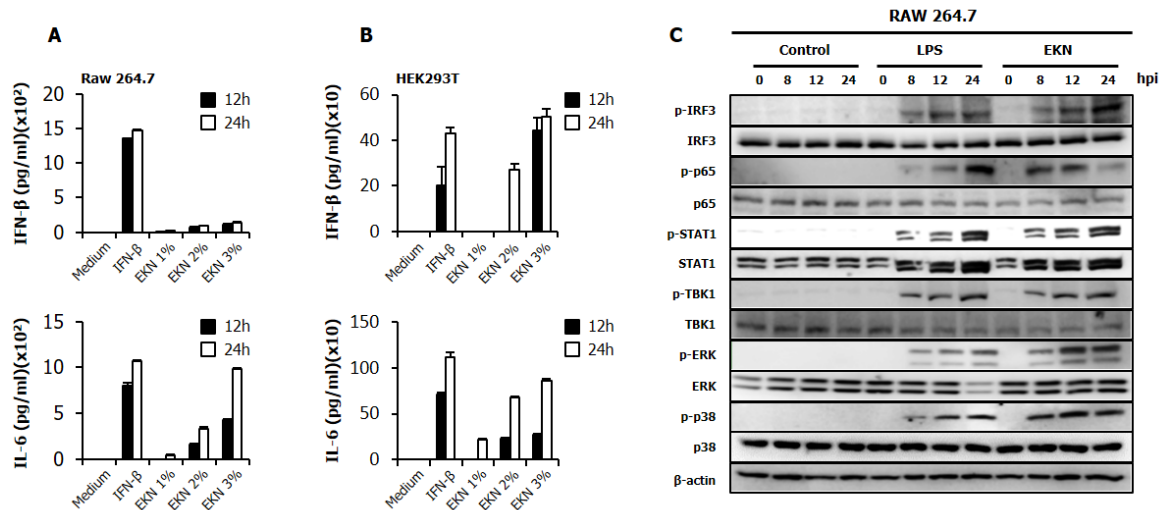 A
Raw 264.7
12h
24h
IFN-β (pg/ml)(x10²)
20
15
10
5
0
Medium
IFN-β
EKN 1%
EKN 2%
EKN 3%
12h
24h
IL-6 (pg/ml)(x10²)
15
10
5
0
Medium
IFN-β
EKN 1%
EKN 2%
EKN 3%
B
HEK293T
12h
24h
IFN-β (pg/ml)(x10)
60
40
20
0
Medium
IFN-β
EKN 1%
EKN 2%
EKN 3%
12h
24h
IL-6 (pg/ml)(x10)
150
100
50
0
Medium
IFN-β
EKN 1%
EKN 2%
EKN 3%
C
RAW 264.7
Control LPS EKN
0 8 12 24 0 8 12 24 0 8 12 24 hpi
p-IRF3
IRF3
p-p65
p65
p-STAT1
STAT1
p-TBK1
TBK1
p-ERK
ERK
p-p38
p38
β-actin